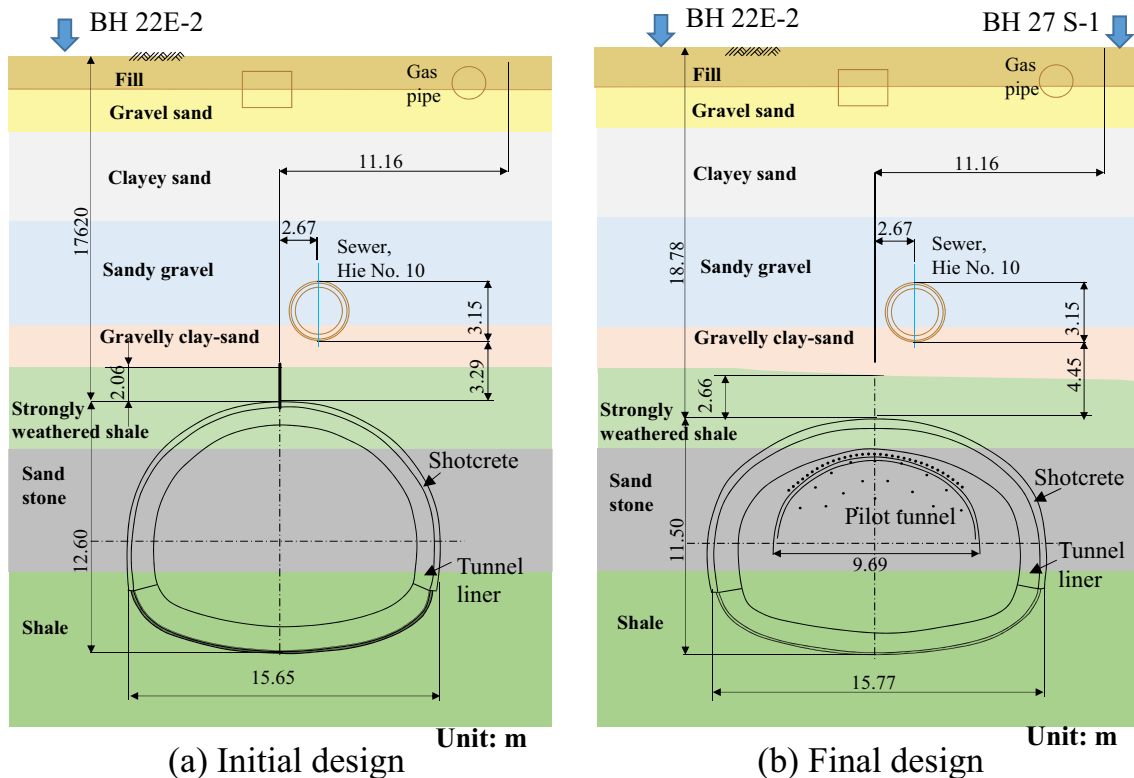 BH 22E-2
Fill
Gas
pipe
Gravel sand
11.16
Clayey sand
17620
2.67
Sewer,
Hie No. 10
Sandy gravel
3.15
Gravelly clay-sand
2.06
3.29
Strongly
weathered shale
Sand
stone
Shotcrete
12.60
Tunnel
liner
Shale
15.65
Unit: m
(a) Initial design
BH 22E-2
BH 27 S-1
Fill
Gas
pipe
Gravel sand
11.16
Clayey sand
18.78
2.67
Sewer,
Hie No. 10
Sandy gravel
3.15
Gravelly clay-sand
2.66
4.45
Strongly
weathered shale
Sand
stone
Shotcrete
Pilot tunnel
11.50
9.69
Tunnel
liner
Shale
15.77
Unit: m
(b) Final design